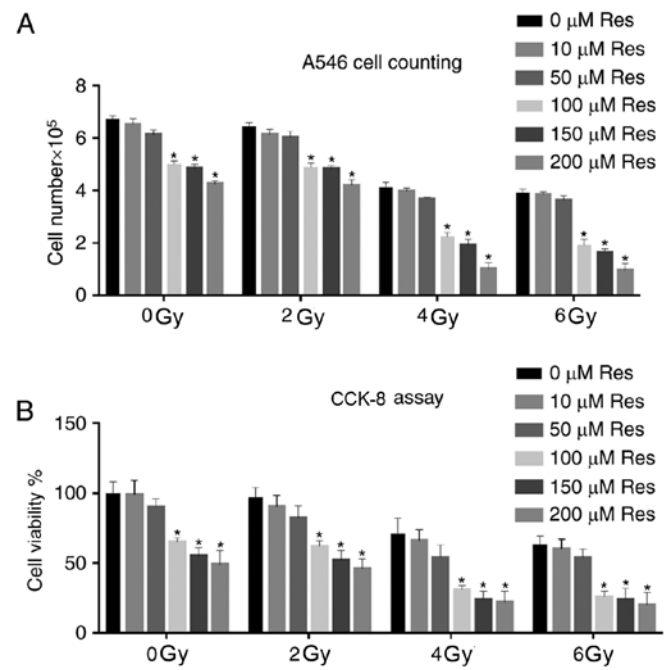 A
A546 cell counting
0 μM Res
10 μM Res
50 μM Res
100 μM Res
150 μM Res
200 μM Res
Cell number×10⁵
8
6
4
2
0
* * *
* * *
* * *
* * *
0Gy 2Gy 4Gy 6Gy
B
CCK-8 assay
0 μM Res
10 μM Res
50 μM Res
100 μM Res
150 μM Res
200 μM Res
Cell viability %
150
100
50
0
* * *
* * *
* * *
* * *
0Gy 2Gy 4Gy 6Gy